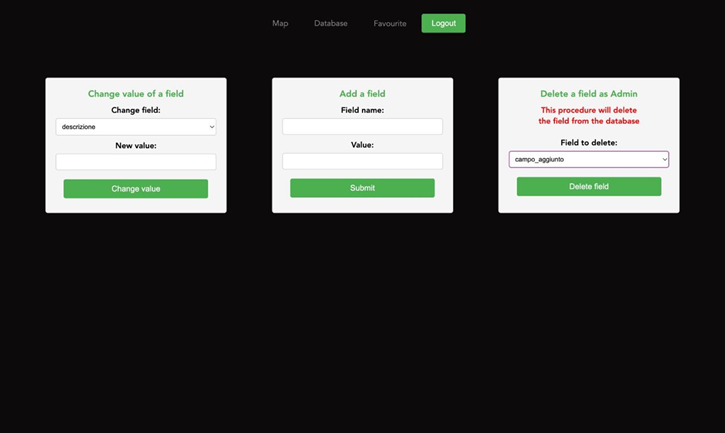 Map Database Favourite Logout
Change value of a field
Change field:
descrizione
New value:
Change value
Add a field
Field name:
Value:
Submit
Delete a field as Admin
This procedure will delete
the field from the database
Field to delete:
campo_aggiunto
Delete field